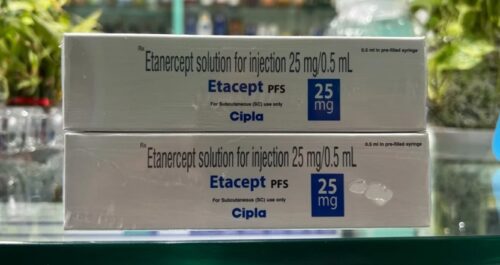 Rx Etanercept solution for injection 25 mg/0.5 mL
0.5 ml in pre-filled syringe
Etacept PFS
25 mg
For Subcutaneous (SC) use only
Cipla
Rx Etanercept solution for injection 25 mg/0.5 mL
0.5 ml in pre-filled syringe
Etacept PFS
25 mg
For Subcutaneous (SC) use only
Cipla